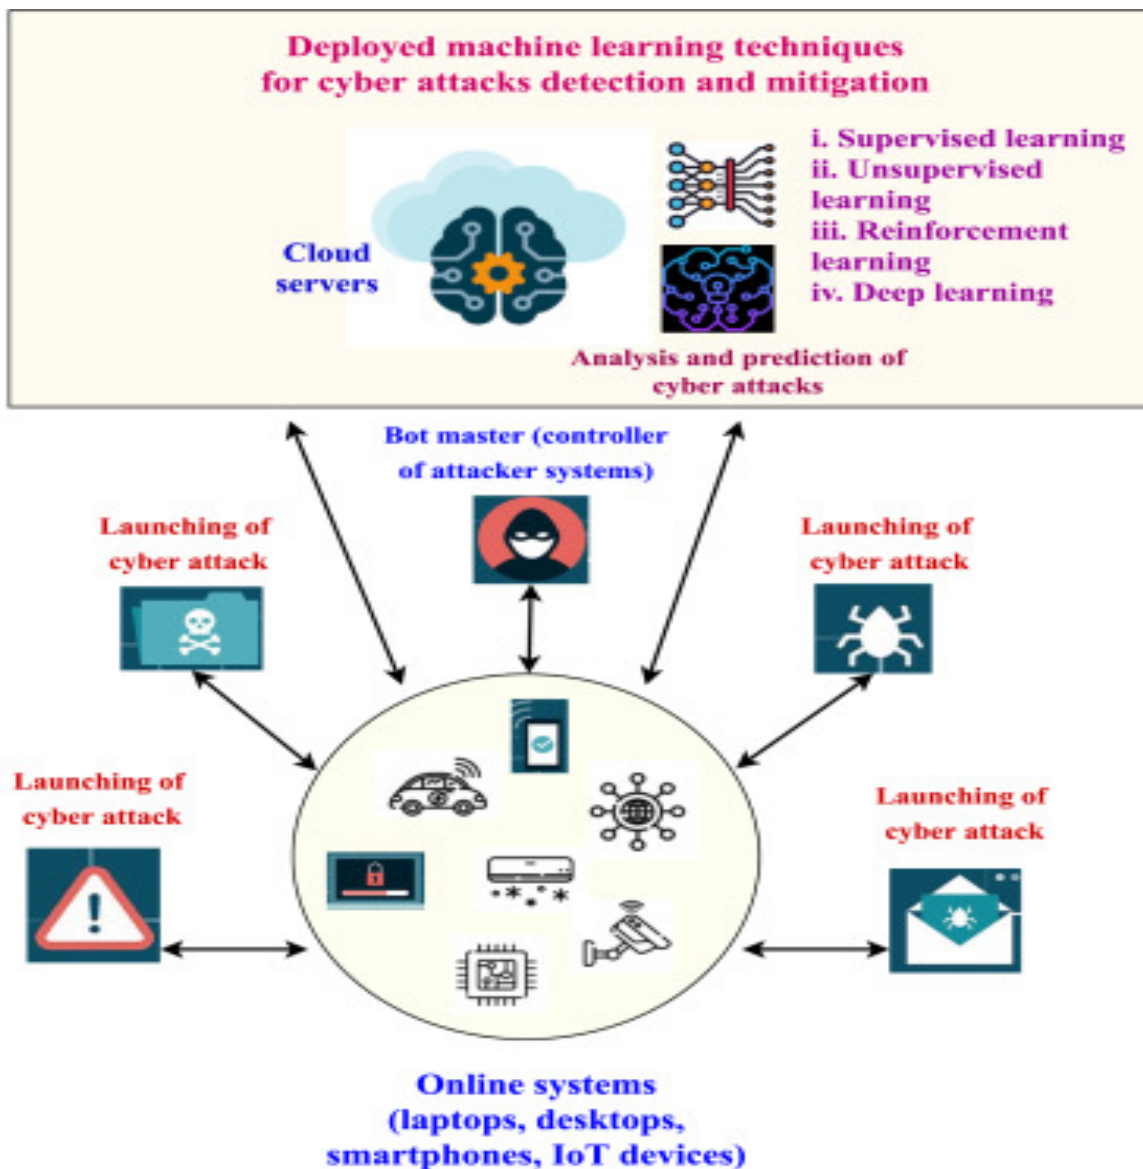 Deployed machine learning techniques
for cyber attacks detection and mitigation
i. Supervised learning
ii. Unsupervised
learning
iii. Reinforcement
learning
iv. Deep learning
Cloud
servers
Analysis and prediction of
cyber attacks
Bot master (controller
of attacker systems)
Launching of
cyber attack
Launching of
cyber attack
Launching of
cyber attack
Launching of
cyber attack
Online systems
(laptops, desktops,
smartphones, IoT devices)